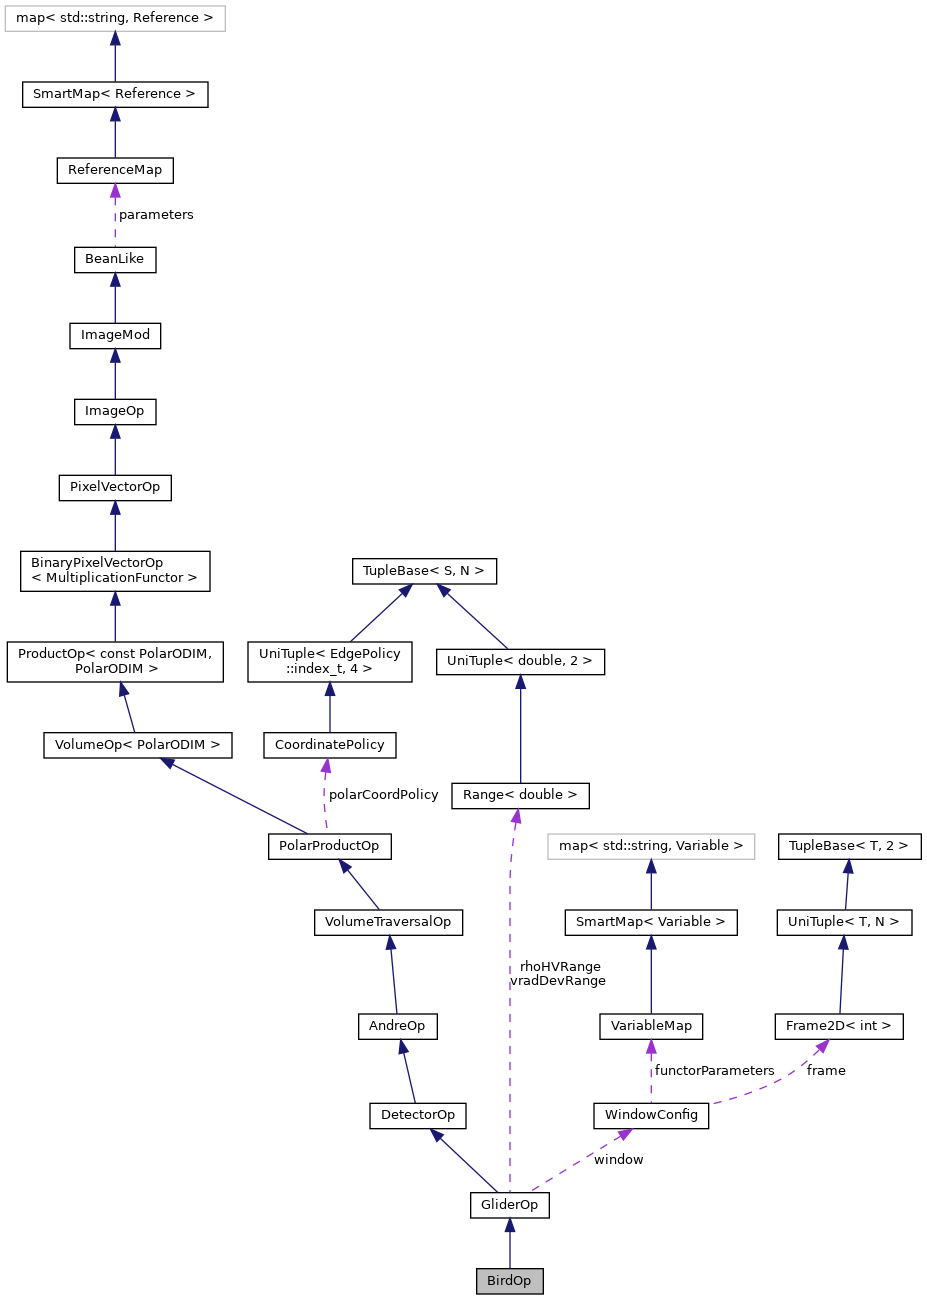 map< std::string, Reference >
SmartMap< Reference >
ReferenceMap
parameters
BeanLike
ImageMod
ImageOp
PixelVectorOp
BinaryPixelVectorOp
< MultiplicationFunctor >
TupleBase< S, N >
ProductOp< const PolarODIM,
PolarODIM >
UniTuple< EdgePolicy
::index_t, 4 >
UniTuple< double, 2 >
VolumeOp< PolarODIM >
CoordinatePolicy
polarCoordPolicy
Range< double >
PolarProductOp
map< std::string, Variable >
TupleBase< T, 2 >
VolumeTraversalOp
SmartMap< Variable >
UniTuple< T, N >
rhoHVRange
vradDevRange
AndreOp
VariableMap
Frame2D< int >
functorParameters
frame
DetectorOp
WindowConfig
window
GliderOp
BirdOp